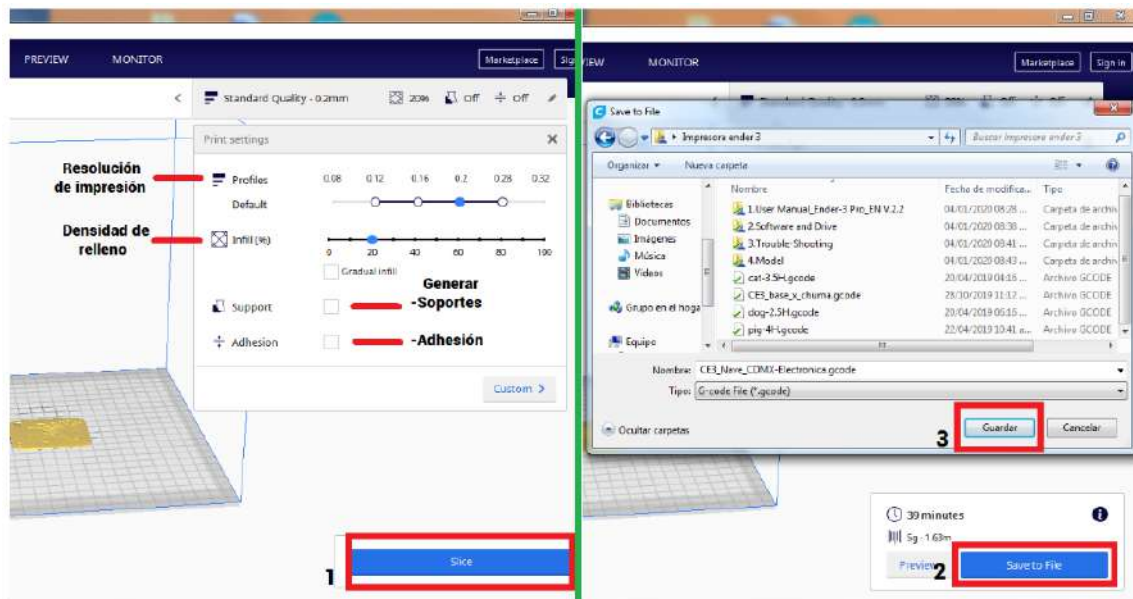 PREVIEW MONITOR Marketplace
Standard Quality - 0.2mm 20% Off Off
Print settings
Resolución
de impresión
Profiles 0.08 0.12 0.16 0.2 0.28 0.32
Default
Densidad de
relleno
Infill (%)
0 20 40 60 80 100
Gradual infill
Generar
-Soportes
Support
Adhesion
-Adhesión
Custom >
1
Slice
MONITOR Marketplace Sign in
Save to File
Impresora ender 3 Buscar Impresora ender 3
Organizar Nueva carpeta
Nombre Fecha de modifica... Tipo
Bibliotecas
Documentos
Imágenes
Música
Videos
Grupo en el hoga
Equipo
1.User Manual_Ender-3 Pro_EN V.2.2 04/01/2020 08:28 ... Carpeta de archiv
2.Software and Drive 04/01/2020 08:38 ... Carpeta de archiv
3.Trouble-Shooting 04/01/2020 08:41 ... Carpeta de archiv
4.Model 04/01/2020 08:43 ... Carpeta de archiv
cat-3.5H.gcode 20/04/2019 04:16 ... Archivo GCODE
CE3_base_x_chuma.gcode 28/10/2019 11:12 ... Archivo GCODE
dog-2.5H.gcode 20/04/2019 06:16 ... Archivo GCODE
pig-4H.gcode 22/04/2019 10:41 a... Archivo GCODE
Nombre: CE3_Nave_CDMX-Electronica.gcode
Tipo: G-code File (*.gcode)
Ocultar carpetas
3
Guardar Cancelar
39 minutes
5g · 1.63m
Preview
2
Save to File